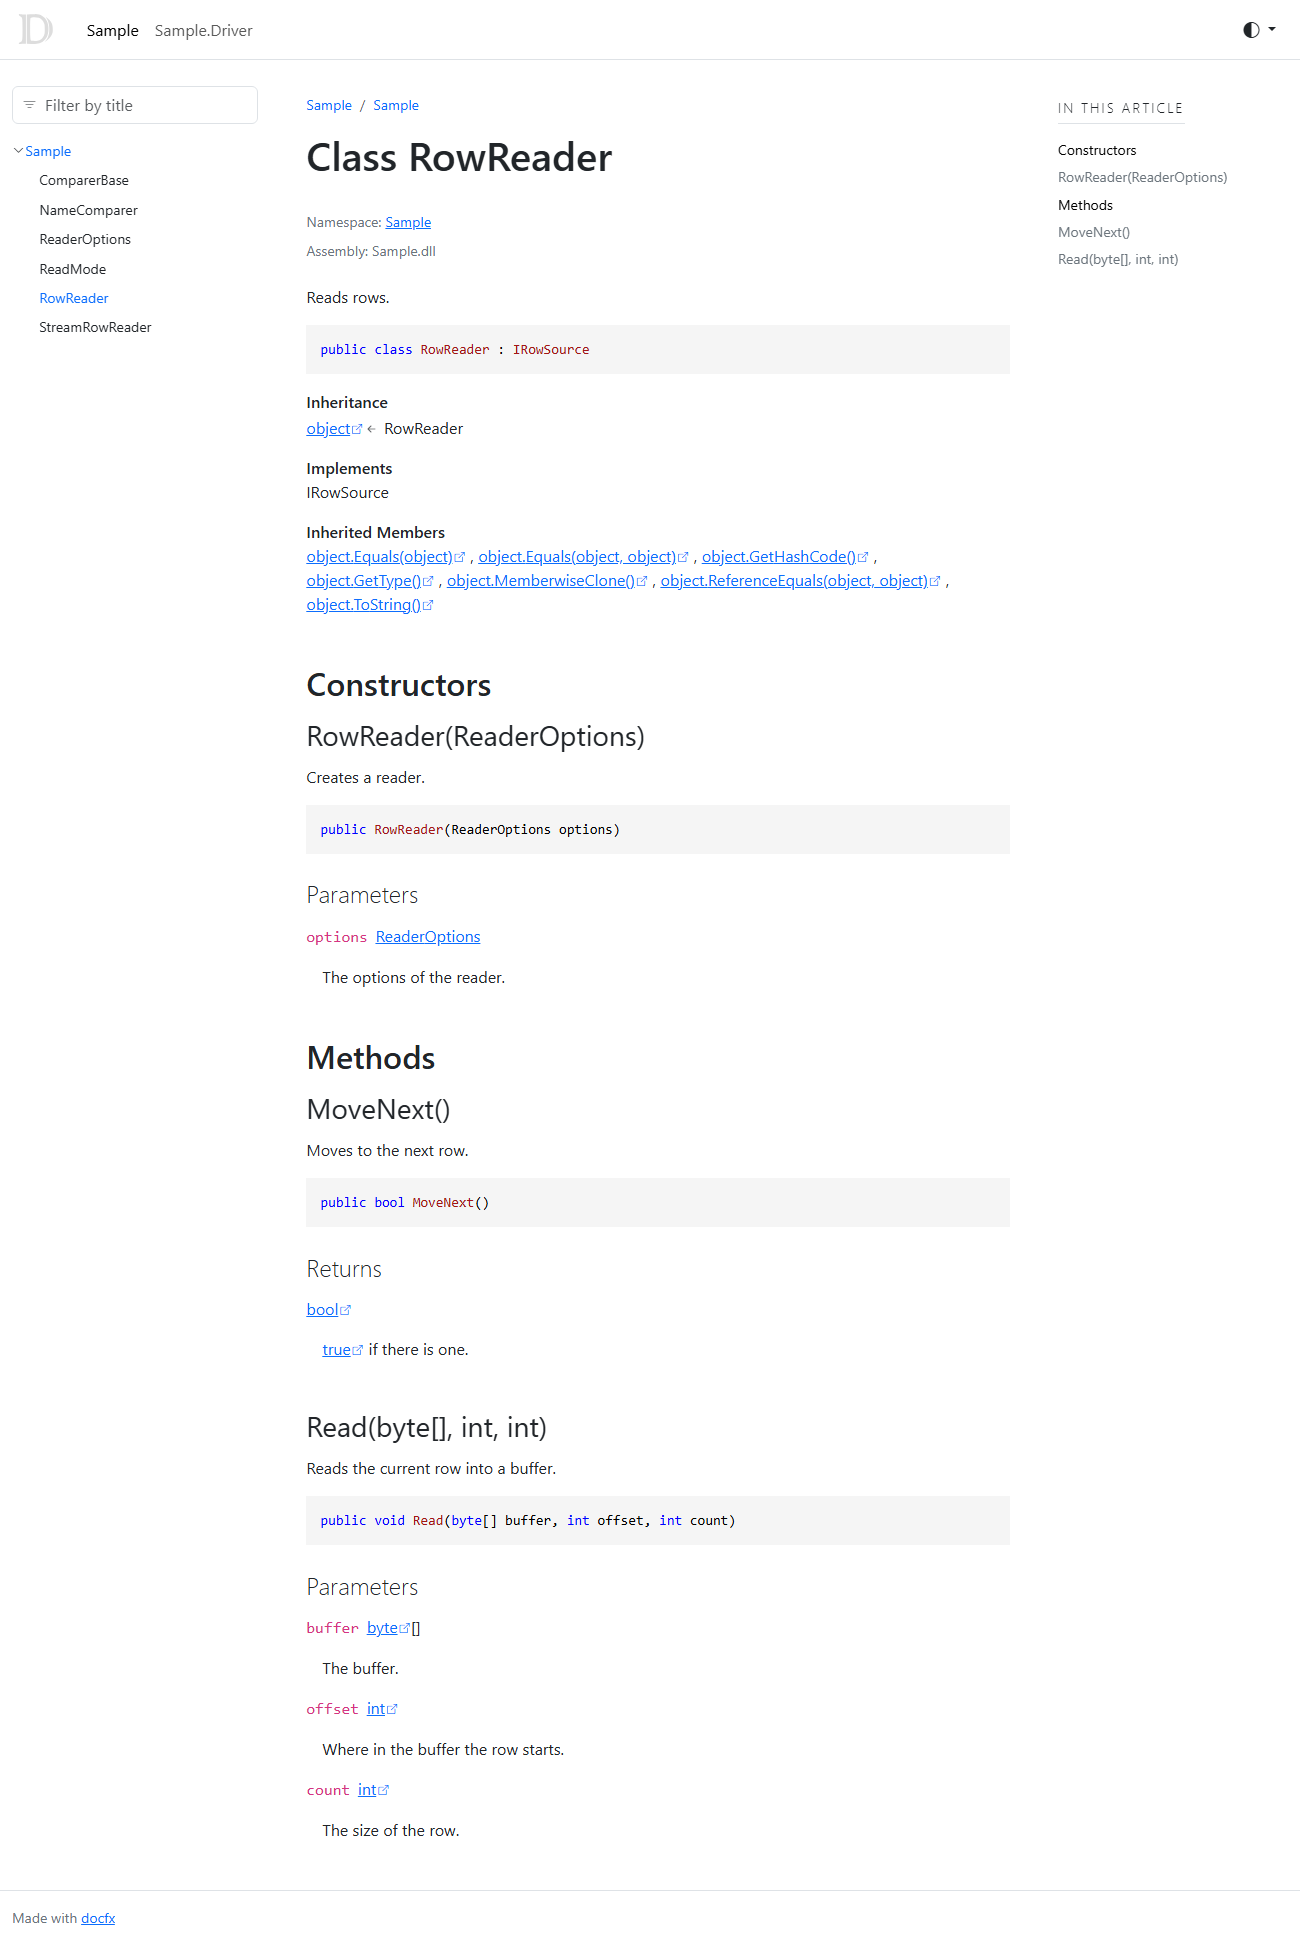 Sample Sample.Driver
Filter by title
Sample
ComparerBase
NameComparer
ReaderOptions
ReadMode
RowReader
StreamRowReader
Sample / Sample
Class RowReader
Namespace: Sample
Assembly: Sample.dll
Reads rows.
public class RowReader : IRowSource
Inheritance
object ← RowReader
Implements
IRowSource
Inherited Members
object.Equals(object) , object.Equals(object, object) , object.GetHashCode() ,
object.GetType() , object.MemberwiseClone() , object.ReferenceEquals(object, object) ,
object.ToString()
Constructors
RowReader(ReaderOptions)
Creates a reader.
public RowReader(ReaderOptions options)
Parameters
options ReaderOptions
The options of the reader.
Methods
MoveNext()
Moves to the next row.
public bool MoveNext()
Returns
bool
true if there is one.
Read(byte[], int, int)
Reads the current row into a buffer.
public void Read(byte[] buffer, int offset, int count)
Parameters
buffer byte[]
The buffer.
offset int
Where in the buffer the row starts.
count int
The size of the row.
IN THIS ARTICLE
Constructors
RowReader(ReaderOptions)
Methods
MoveNext()
Read(byte[], int, int)
Made with docfx